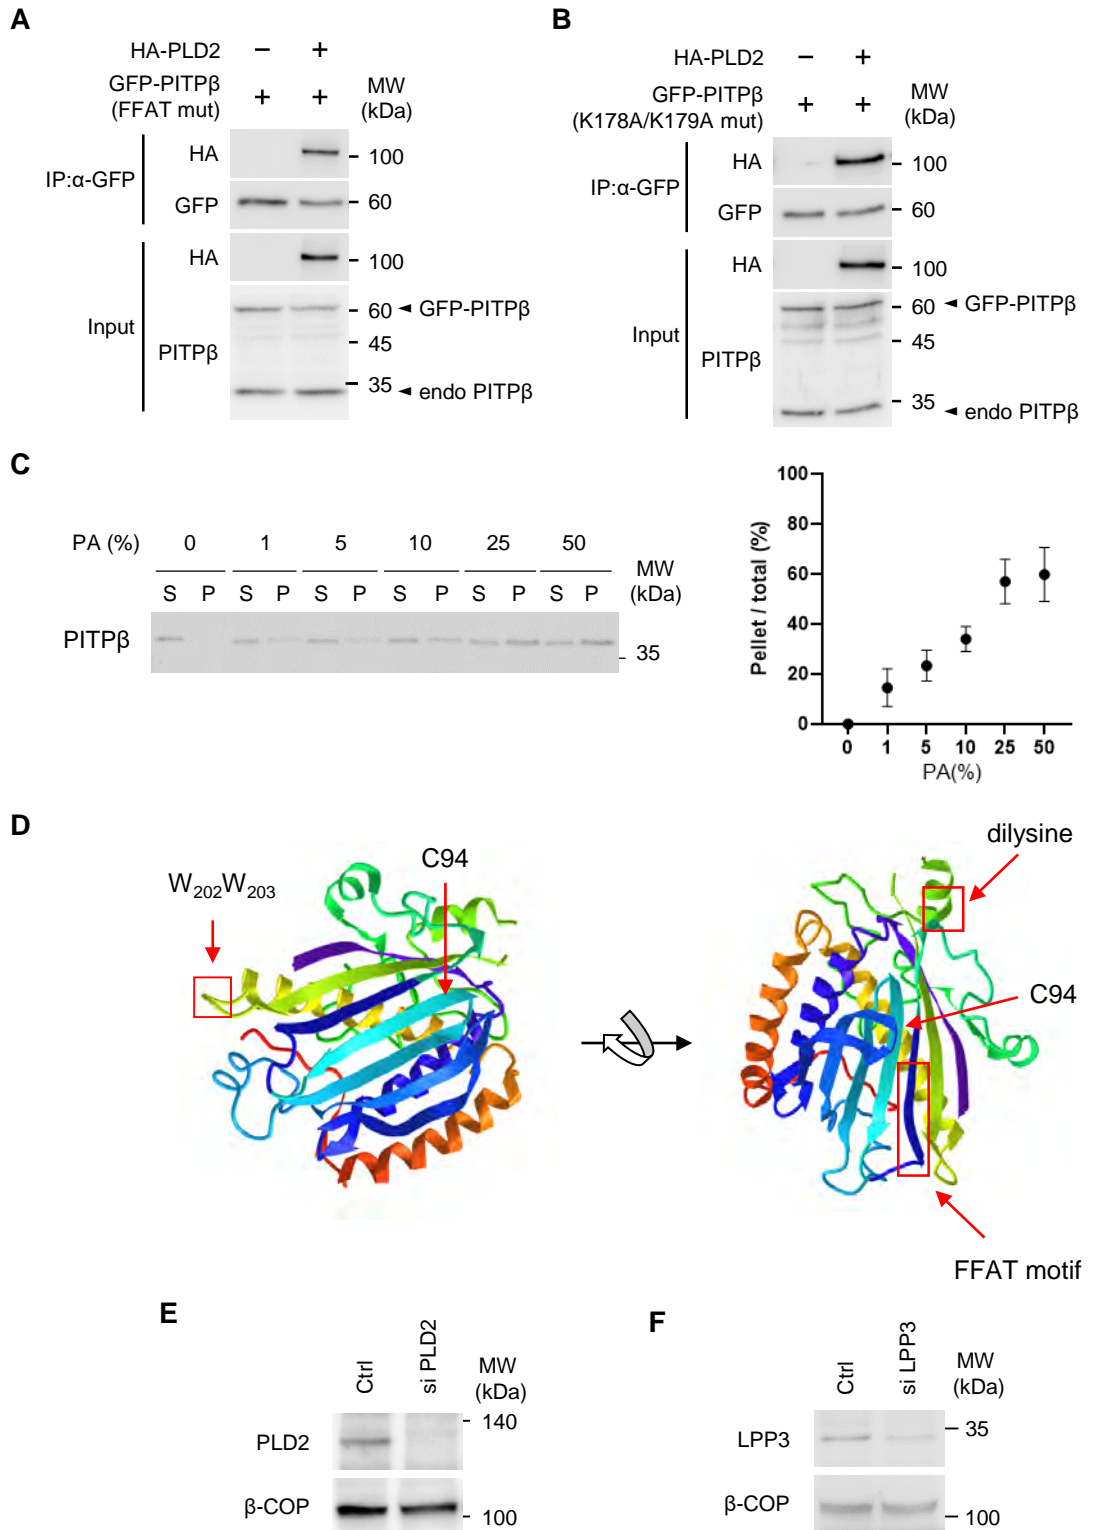 A
HA-PLD2 − +
GFP-PITPβ
(FFAT mut) + +
MW
(kDa)
IP:α-GFP
HA
100
GFP
60
Input
HA
100
PITPβ
60
GFP-PITPβ
45
35
endo PITPβ
B
HA-PLD2 − +
GFP-PITPβ
(K178A/K179A mut) + +
MW
(kDa)
IP:α-GFP
HA
100
GFP
60
Input
HA
100
PITPβ
60
GFP-PITPβ
45
35
endo PITPβ
C
PA (%) 0 1 5 10 25 50
S P S P S P S P S P S P
MW
(kDa)
PITPβ
35
Pellet / total (%)
100
80
60
40
20
0
0 1 5 10 25 50
PA(%)
D
W202W203
C94
dilysine
C94
FFAT motif
E
Ctrl
si PLD2
MW
(kDa)
PLD2
140
β-COP
100
F
Ctrl
si LPP3
MW
(kDa)
LPP3
35
β-COP
100